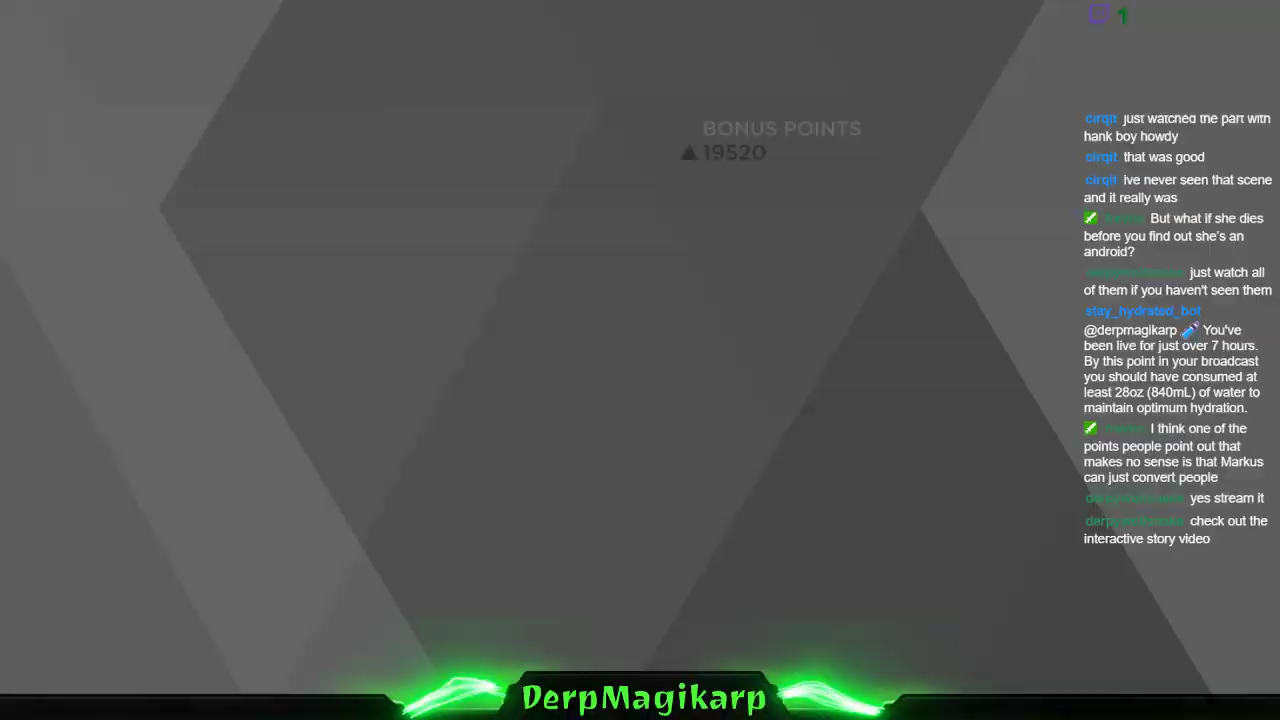 1
BONUS POINTS
19520
cirqit just watched the part with
hank boy howdy
cirqit that was good
cirqit ive never seen that scene
and it really was
But what if she dies
before you find out she's an
android?
just watch all
of them if you haven't seen them
stay_hydrated_bot
@derpmagikarp You've
been live for just over 7 hours.
By this point in your broadcast
you should have consumed at
least 28oz (840mL) of water to
maintain optimum hydration.
I think one of the
points people point out that
makes no sense is that Markus
can just convert people
yes stream it
check out the
interactive story video
DerpMagikarp